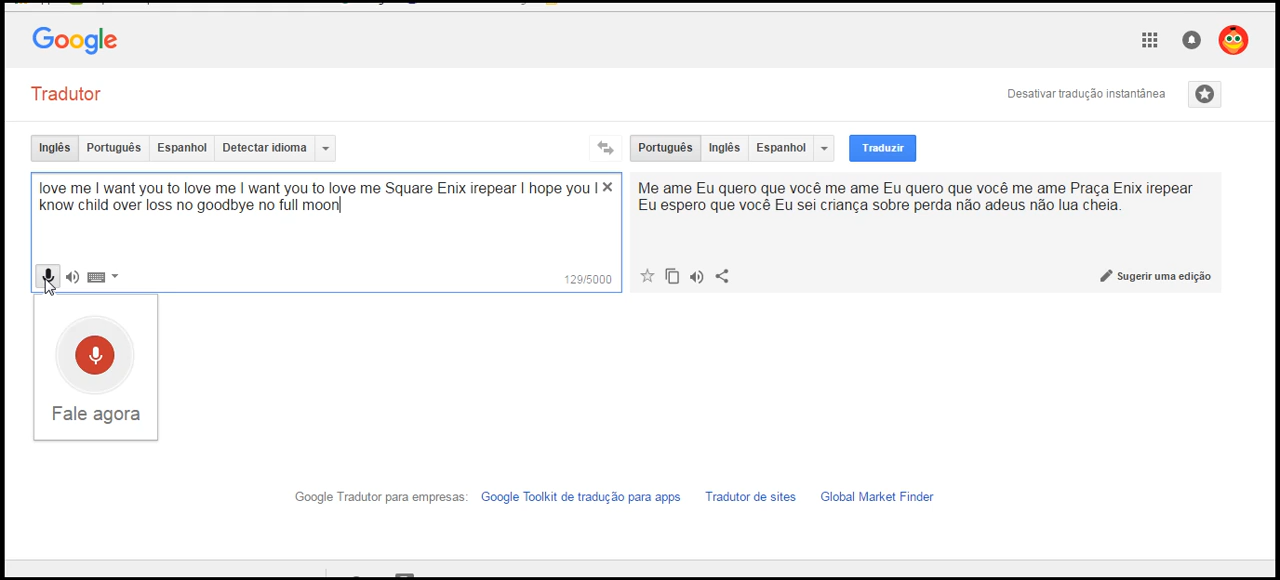 Google
Tradutor
Desativar tradução instantânea
Inglês Português Espanhol Detectar idioma
Português Inglês Espanhol Traduzir
love me I want you to love me I want you to love me Square Enix irepear I hope you I
know child over loss no goodbye no full moon
129/5000
Me ame Eu quero que você me ame Eu quero que você me ame Praça Enix irepear
Eu espero que você Eu sei criança sobre perda não adeus não lua cheia.
Sugerir uma edição
Fale agora
Google Tradutor para empresas: Google Toolkit de tradução para apps Tradutor de sites Global Market Finder